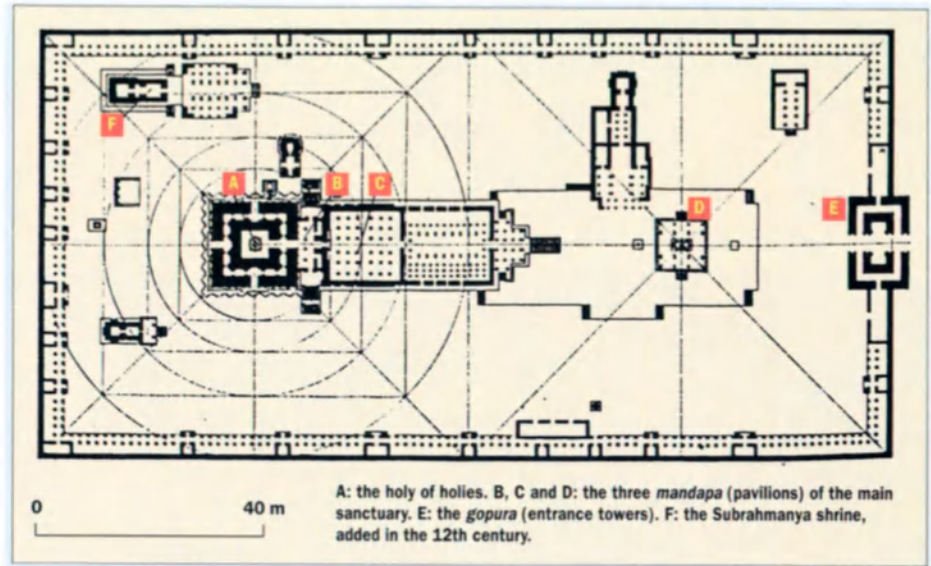 F
A
B
C
D
E
0
40 m
A: the holy of holies. B, C and D: the three mandapa (pavilions) of the main
sanctuary. E: the gopura (entrance towers). F: the Subrahmanya shrine,
added in the 12th century.